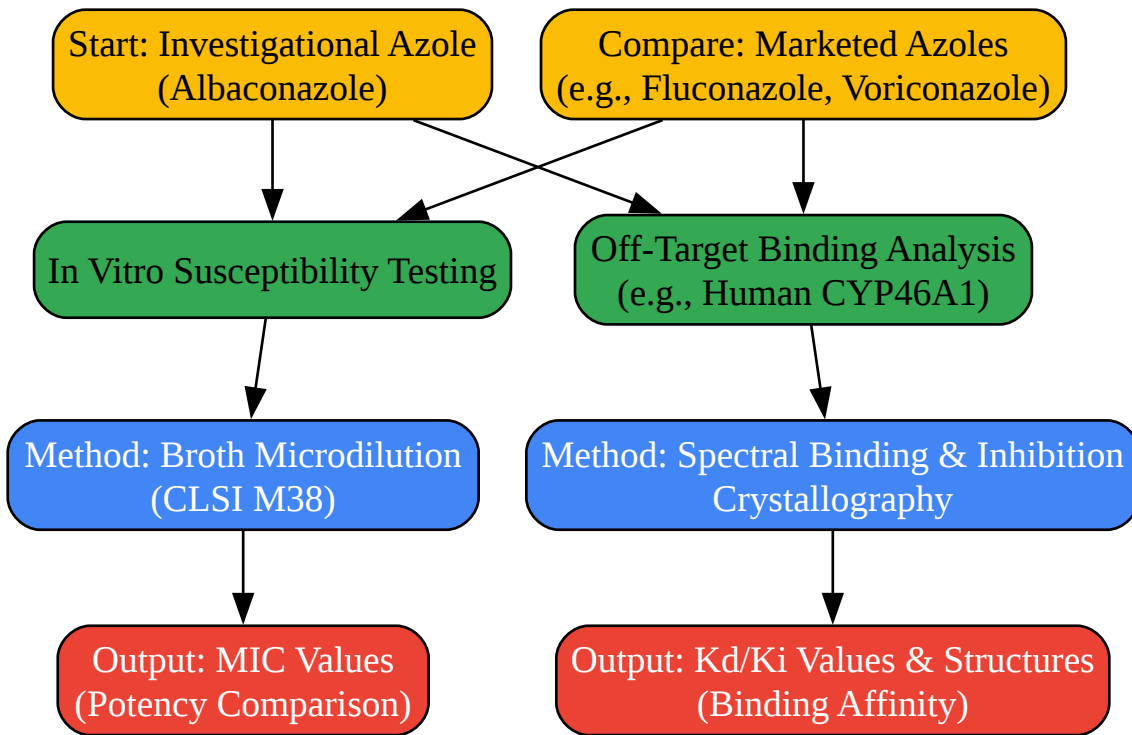 Start: Investigational Azole
(Albaconazole)
Compare: Marketed Azoles
(e.g., Fluconazole, Voriconazole)
In Vitro Susceptibility Testing
Off-Target Binding Analysis
(e.g., Human CYP46A1)
Method: Broth Microdilution
(CLSI M38)
Method: Spectral Binding & Inhibition
Crystallography
Output: MIC Values
(Potency Comparison)
Output: Kd/Ki Values & Structures
(Binding Affinity)